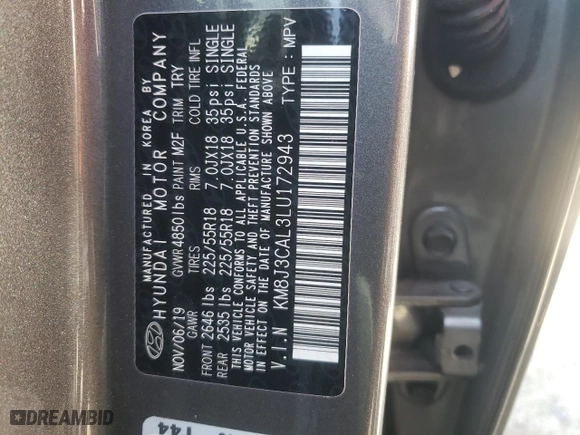 MANUFACTURED IN KOREA BY
HYUNDAI MOTOR COMPANY
NOV/06/19 GVWR 4850 lbs PAINT M2F TRIM TRY
GAWR TIRES RIMS COLD TIRE INFL
FRONT 2646 lbs 225/55R18 7.0JX18 35psi SINGLE
REAR 2535 lbs 225/55R18 7.0JX18 35psi SINGLE
THIS VEHICLE CONFORMS TO ALL APPLICABLE U.S.A. FEDERAL
MOTOR VEHICLE SAFETY, BUMPER, AND THEFT PREVENTION STANDARDS
IN EFFECT ON THE DATE OF MANUFACTURE SHOWN ABOVE
V.I.N KM8J3CAL3LU172943 TYPE : MPV
144
DREAMBID